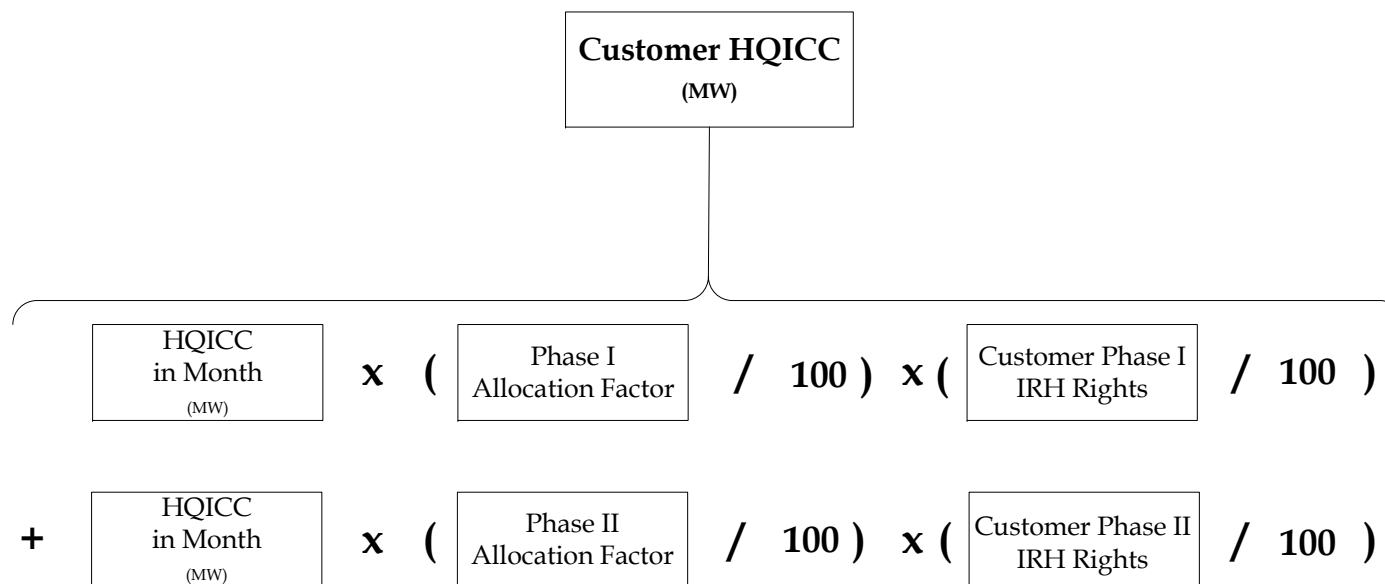 Customer HQICC
(MW)
HQICC
in Month
(MW)
x
(
Phase I
Allocation Factor
/ 100 )
x (
Customer Phase I
IRH Rights
/ 100 )
+
HQICC
in Month
(MW)
x
(
Phase II
Allocation Factor
/ 100 )
x (
Customer Phase II
IRH Rights
/ 100 )